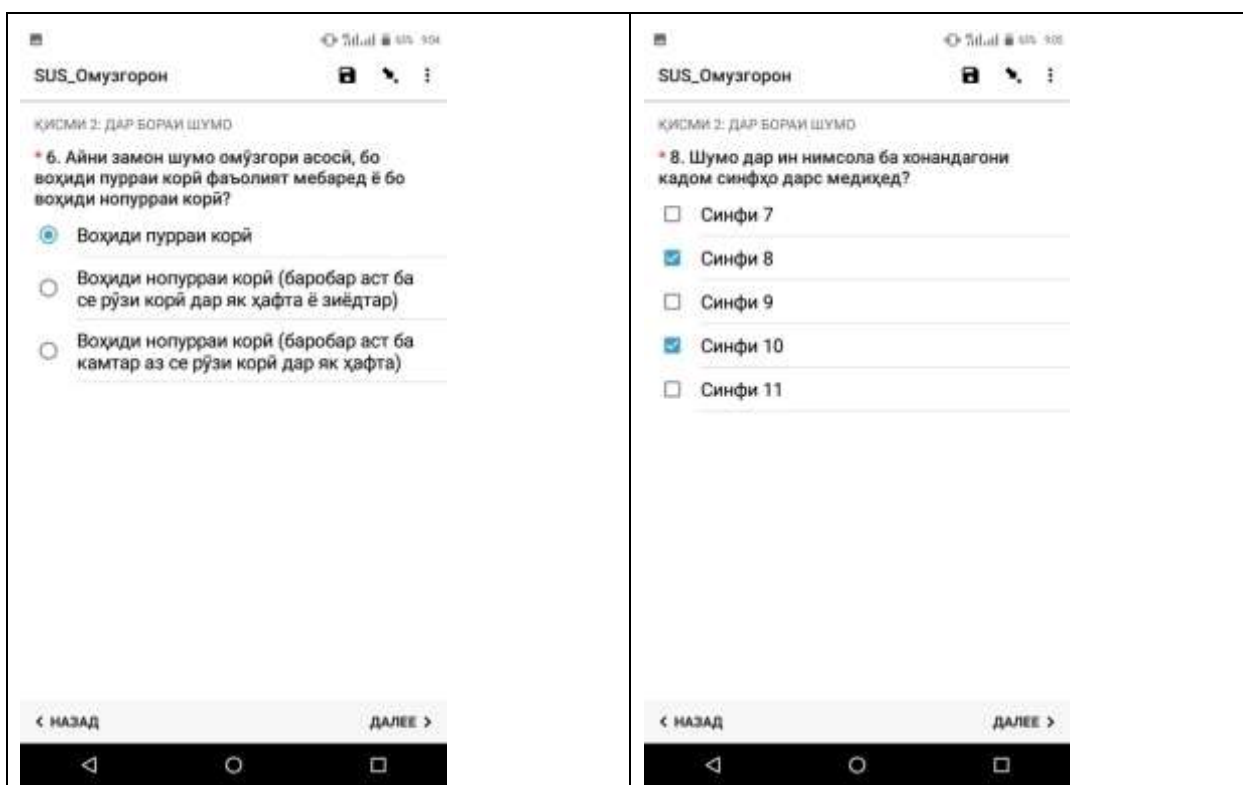 9:04
SUS_Омузгорон
ҚИСМИ 2: ДАР БОРАИ ШУМО
* 6. Айни замон шумо омӯзгори асосӣ, бо
воҳиди пурраи корӣ фаъолият мебаред ё бо
воҳиди нопурраи корӣ?
Воҳиди пурраи корӣ
Воҳиди нопурраи корӣ (баробар аст ба
се рӯзи корӣ дар як ҳафта ё зиёдтар)
Воҳиди нопурраи корӣ (баробар аст ба
камтар аз се рӯзи корӣ дар як ҳафта)
< НАЗАД
ДАЛЕЕ >
SUS_Омузгорон
ҚИСМИ 2: ДАР БОРАИ ШУМО
* 8. Шумо дар ин нимсола ба хонандагони
кадом синфҳо дарс медиҳед?
Синфи 7
Синфи 8
Синфи 9
Синфи 10
Синфи 11
< НАЗАД
ДАЛЕЕ >